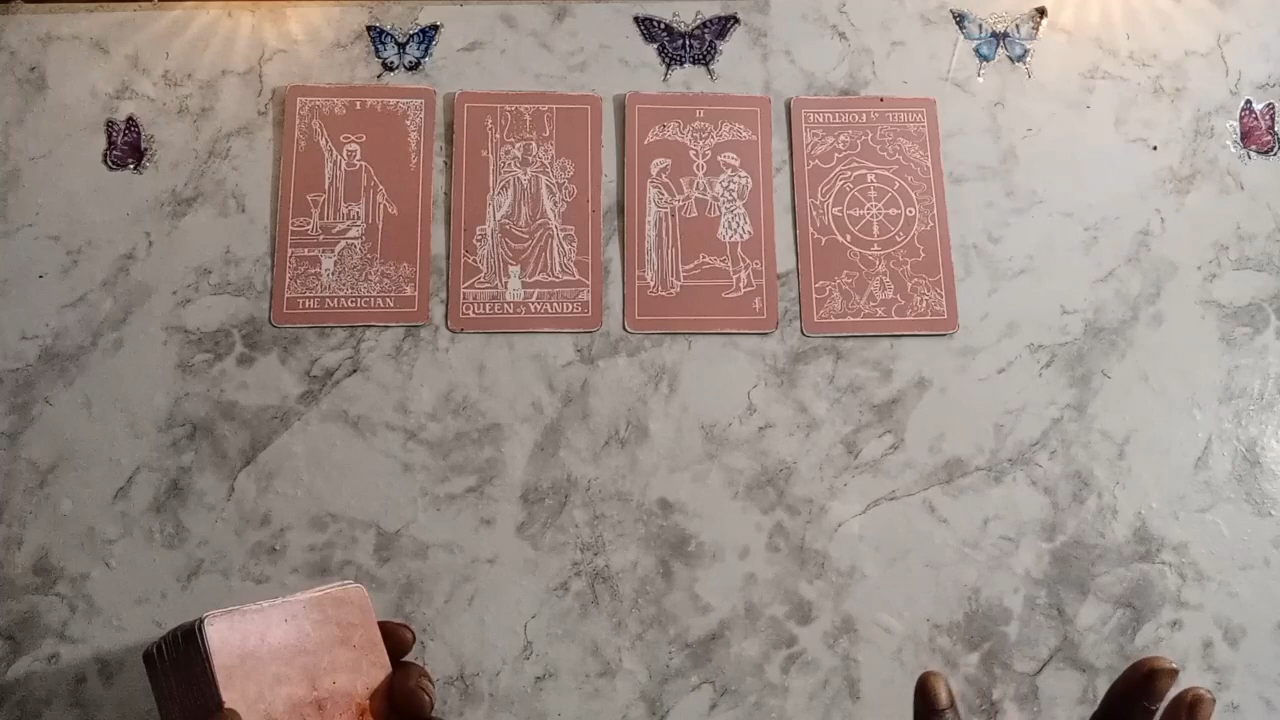 I
THE MAGICIAN.
QUEEN of WANDS.
II
WHEEL of FORTUNE.
X